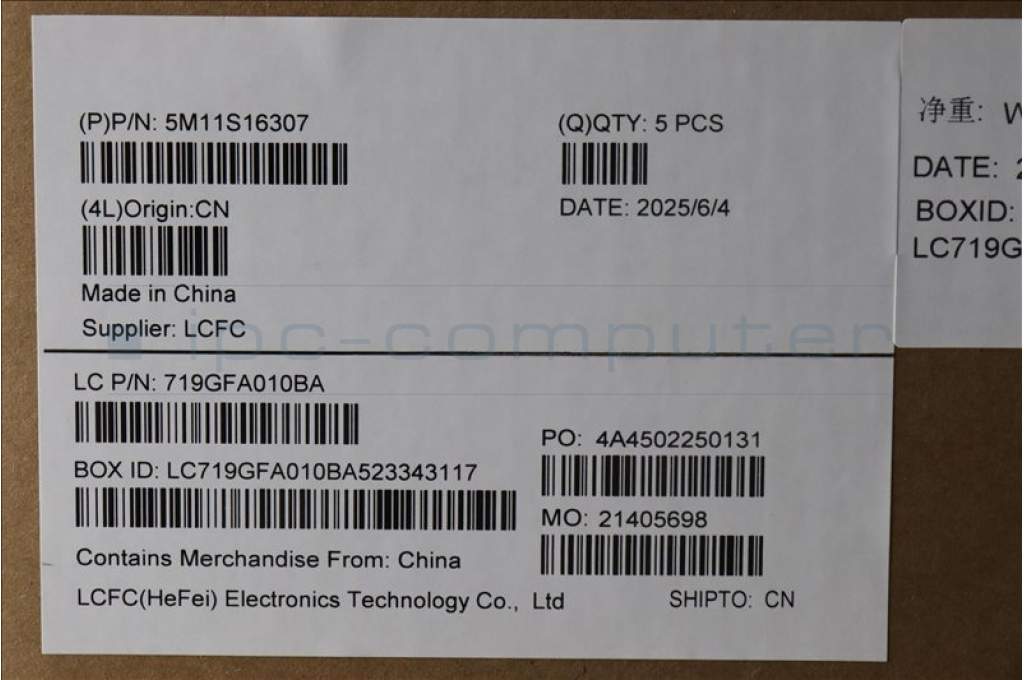 (P)P/N: 5M11S16307
(Q)QTY: 5 PCS
(4L)Origin:CN
DATE: 2025/6/4
Made in China
Supplier: LCFC
ipc-computer
LC P/N: 719GFA010BA
PO: 4A4502250131
BOX ID: LC719GFA010BA523343117
MO: 21405698
Contains Merchandise From: China
LCFC(HeFei) Electronics Technology Co., Ltd
SHIPTO: CN
净重:
DATE:
BOXID:
LC719G